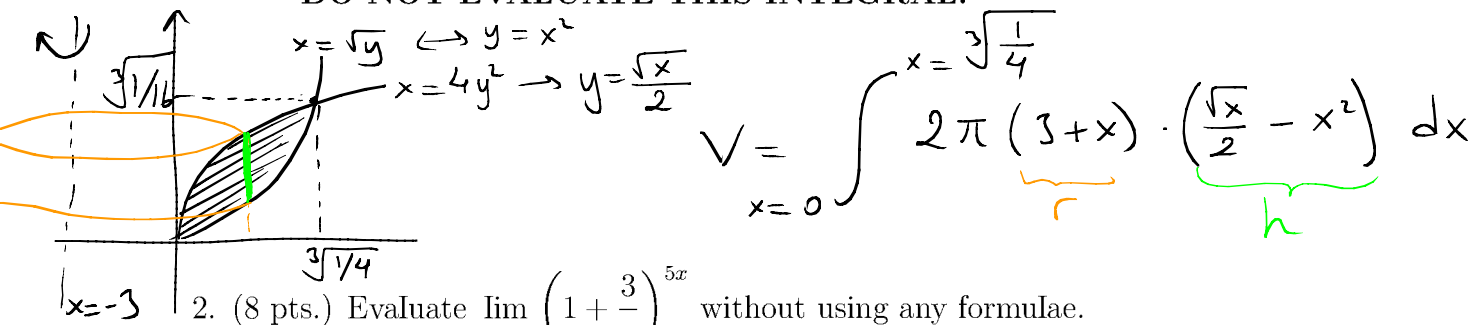 DO NOT EVALUATE THIS INTEGRAL.
x = √y ⟷ y = x²
∛1/16
x = 4y² → y = √x/2
V = ∫_{x=0}^{x=∛(1/4)} 2π (3+x) · (√x/2 − x²) dx
r
h
∛1/4
x=-3
2. (8 pts.) Evaluate lim (1 + 3/ )^{5x} without using any formulae.